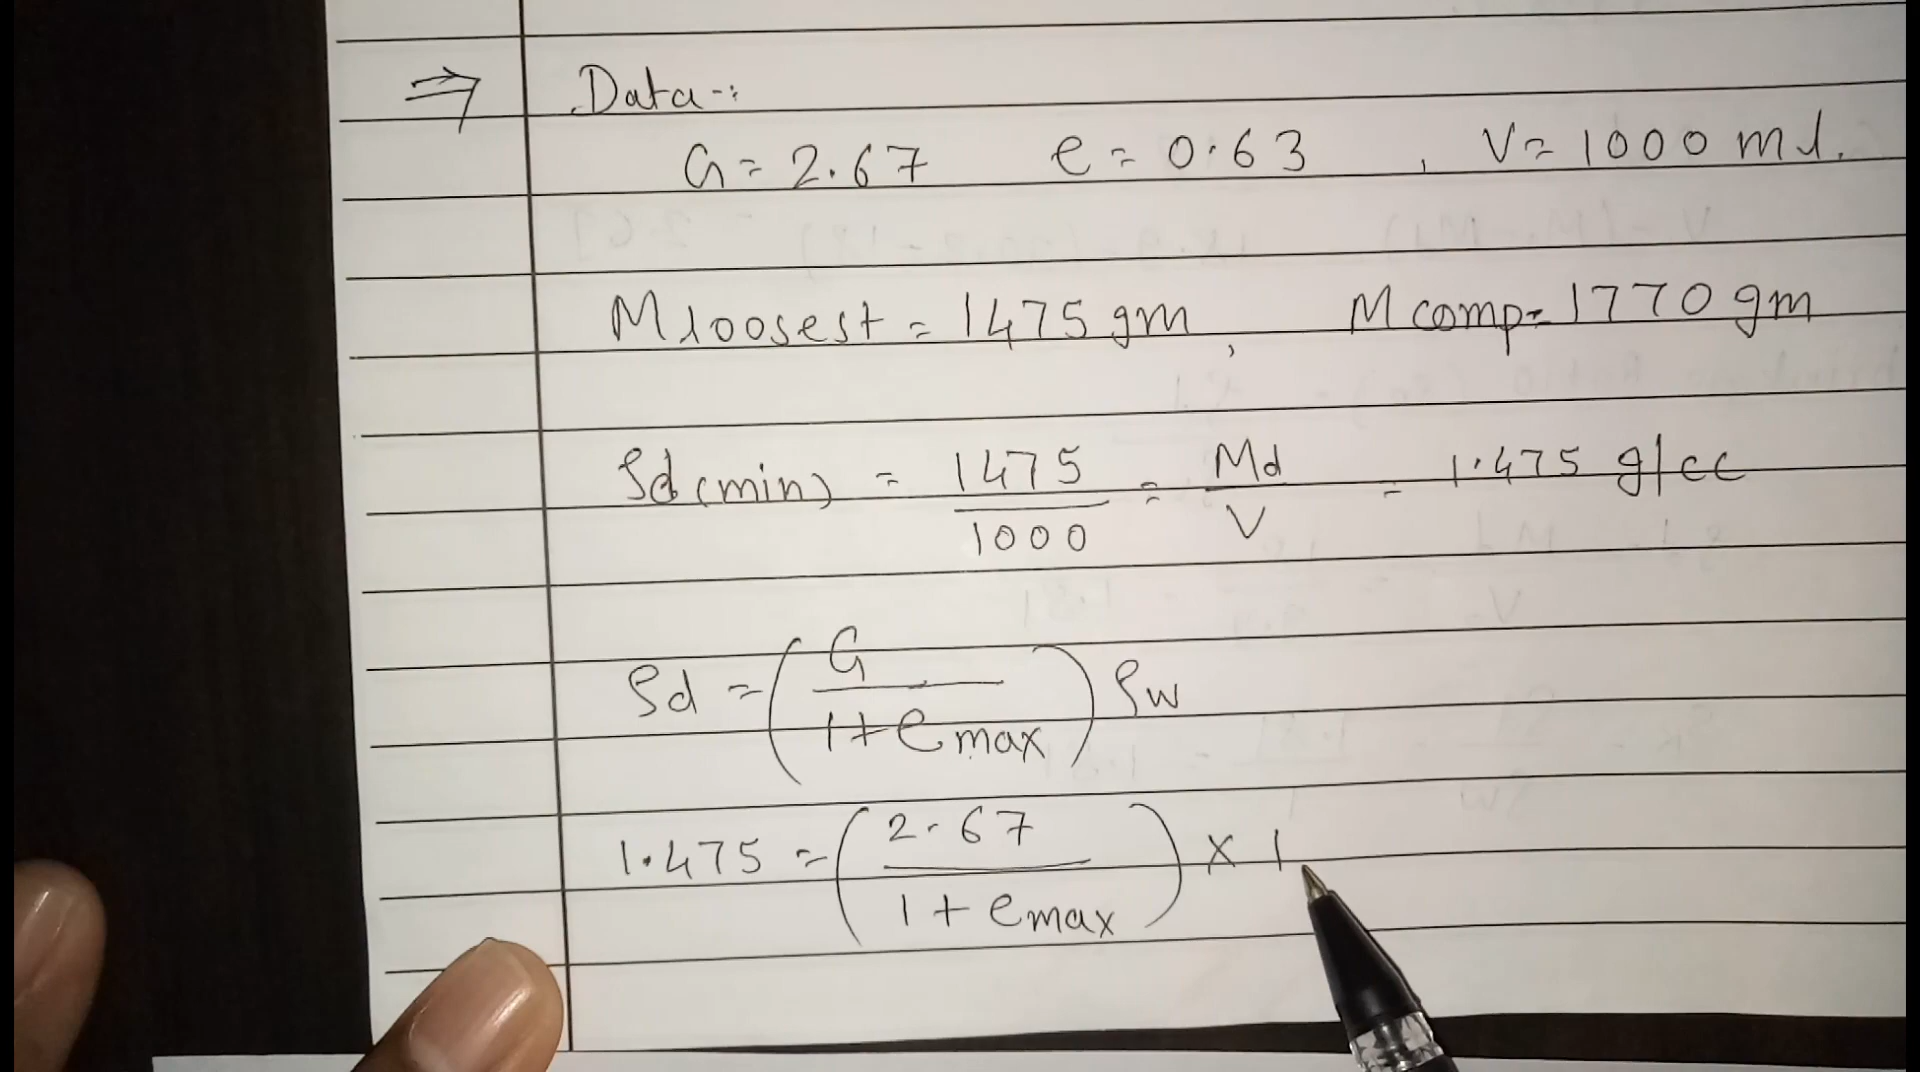 ⇒ Data-:
G = 2.67 e = 0.63 , V = 1000 ml.
M loosest = 1475 gm , M comp = 1770 gm
ρd (min) = 1475/1000 = Md/V = 1.475 g/cc
ρd = (G/(1+e max)) ρw
1.475 = (2.67/(1+e max)) × 1